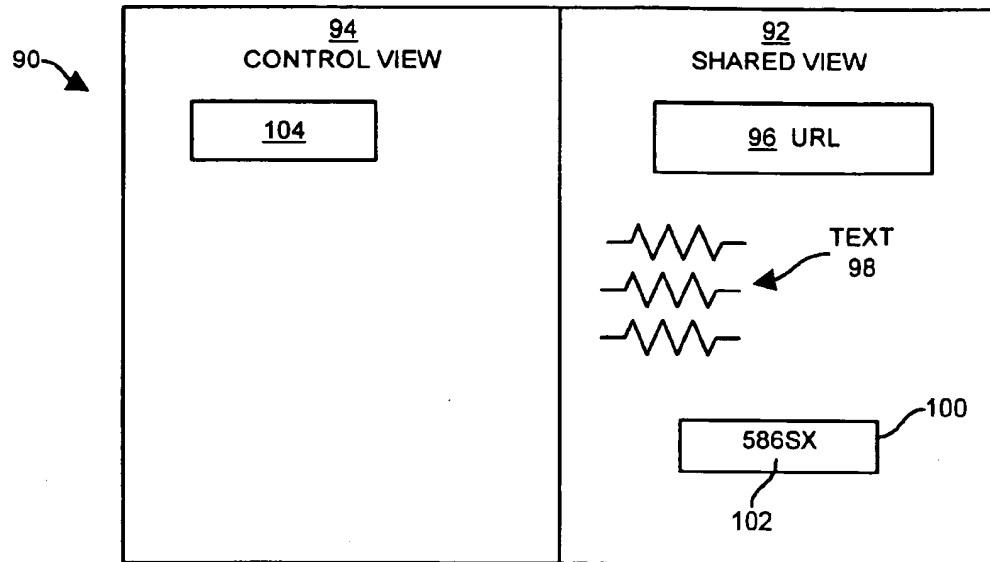 90
94
CONTROL VIEW
104
92
SHARED VIEW
96 URL
TEXT
98
100
586SX
102